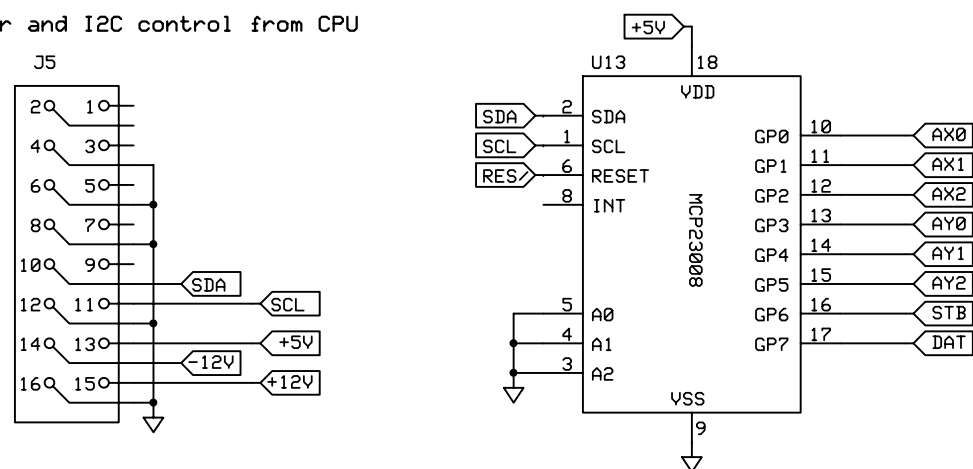 r and I2C control from CPU
J5
2 1
4 3
6 5
8 7
10 9
SDA
12 11
SCL
14 13
+5V
-12V
16 15
+12V
+5V
U13 18
VDD
SDA 2 SDA
SCL 1 SCL
RES/ 6 RESET
8 INT
5 A0
4 A1
3 A2
MCP23008
GP0 10 AX0
GP1 11 AX1
GP2 12 AX2
GP3 13 AY0
GP4 14 AY1
GP5 15 AY2
GP6 16 STB
GP7 17 DAT
VSS
9